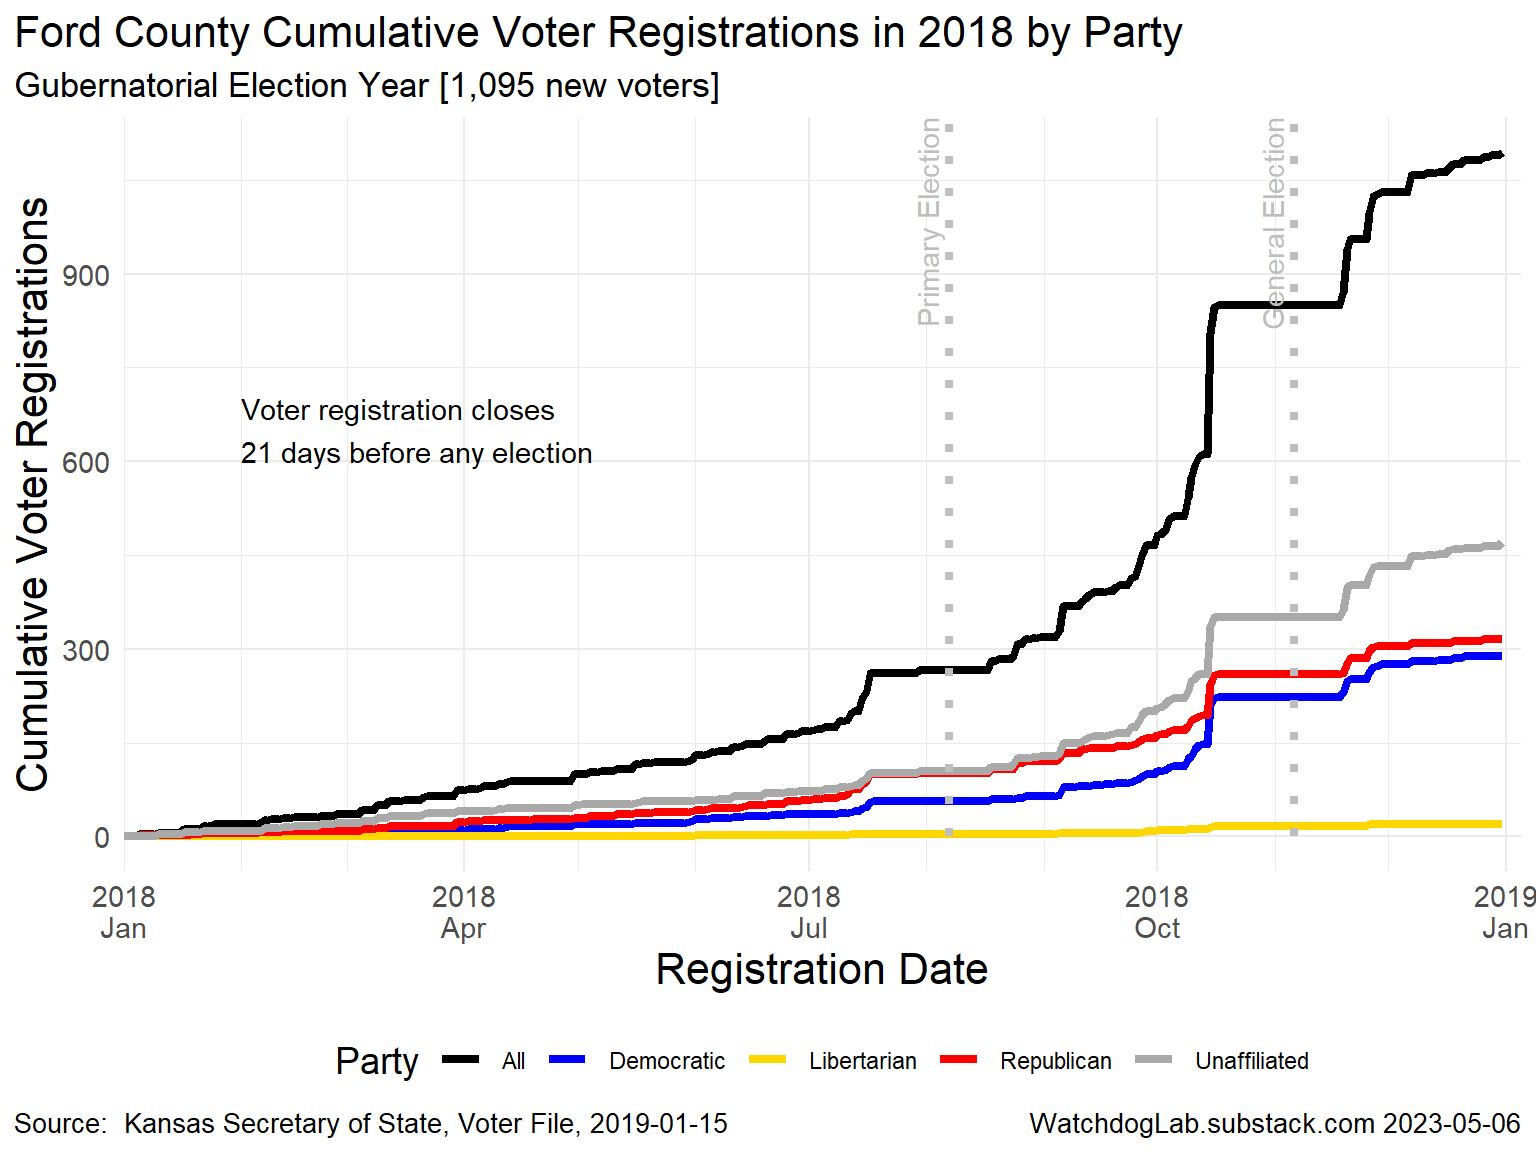 Ford County Cumulative Voter Registrations in 2018 by Party
Gubernatorial Election Year [1,095 new voters]
Cumulative Voter Registrations
900
600
300
0
Primary Election
General Election
Voter registration closes
21 days before any election
2018 2018 2018 2018 2019
Jan Apr Jul Oct Jan
Registration Date
Party All Democratic Libertarian Republican Unaffiliated
Source:  Kansas Secretary of State, Voter File, 2019-01-15
WatchdogLab.substack.com 2023-05-06